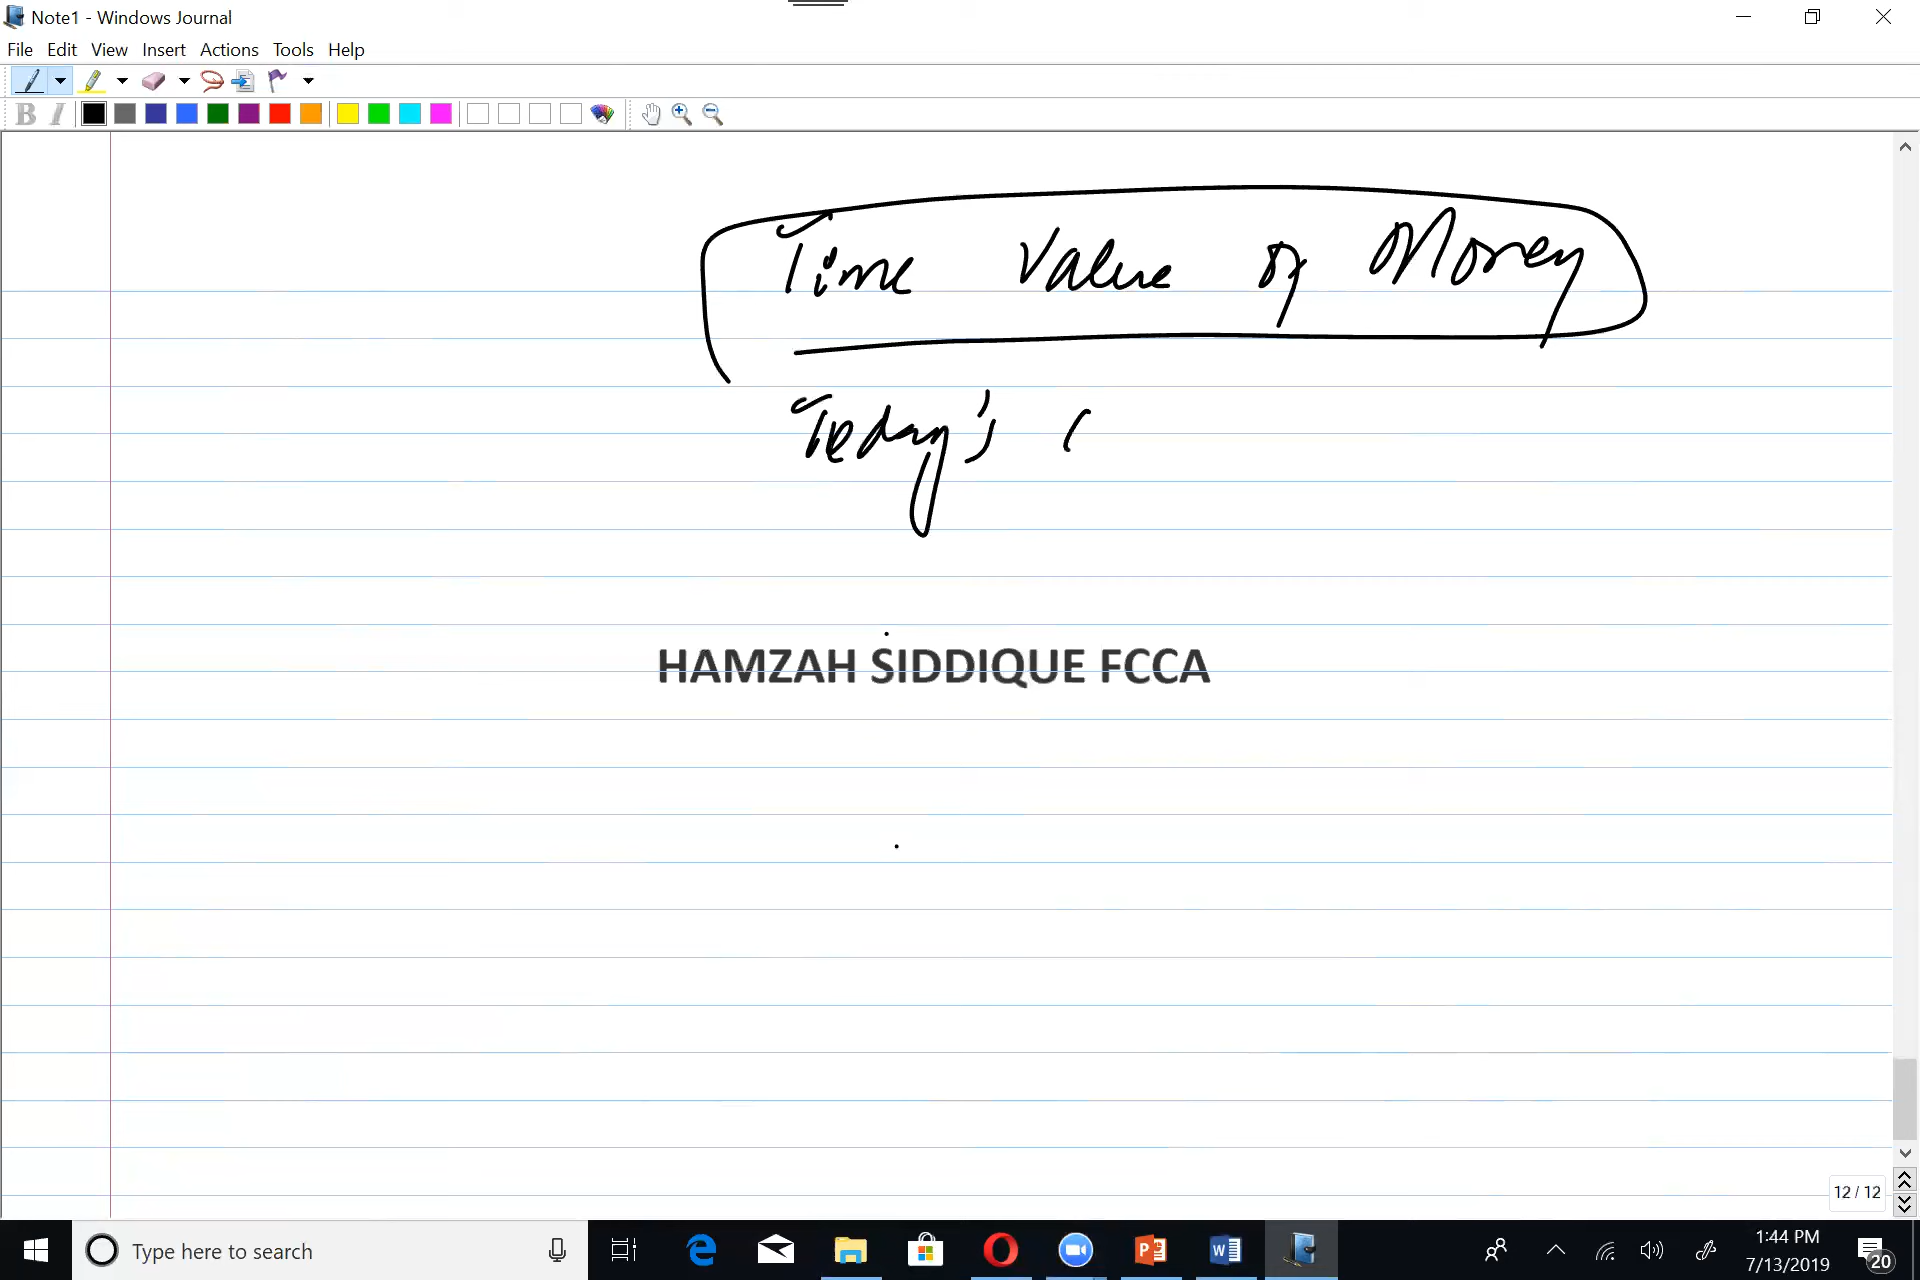 Note1 - Windows Journal
File Edit View Insert Actions Tools Help
B I
Time Value of Money
Today's
HAMZAH SIDDIQUE FCCA
12 / 12
Type here to search
1:44 PM
7/13/2019
20